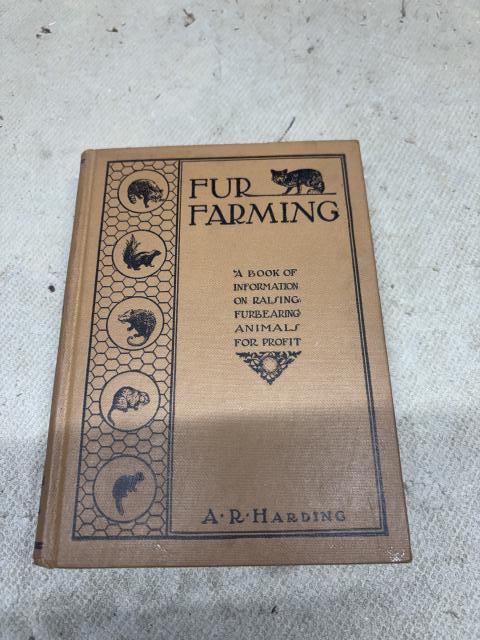 FUR
FARMING
"A BOOK OF
INFORMATION
ON RAISING
FURBEARING
ANIMALS
FOR PROFIT
A·R·HARDING